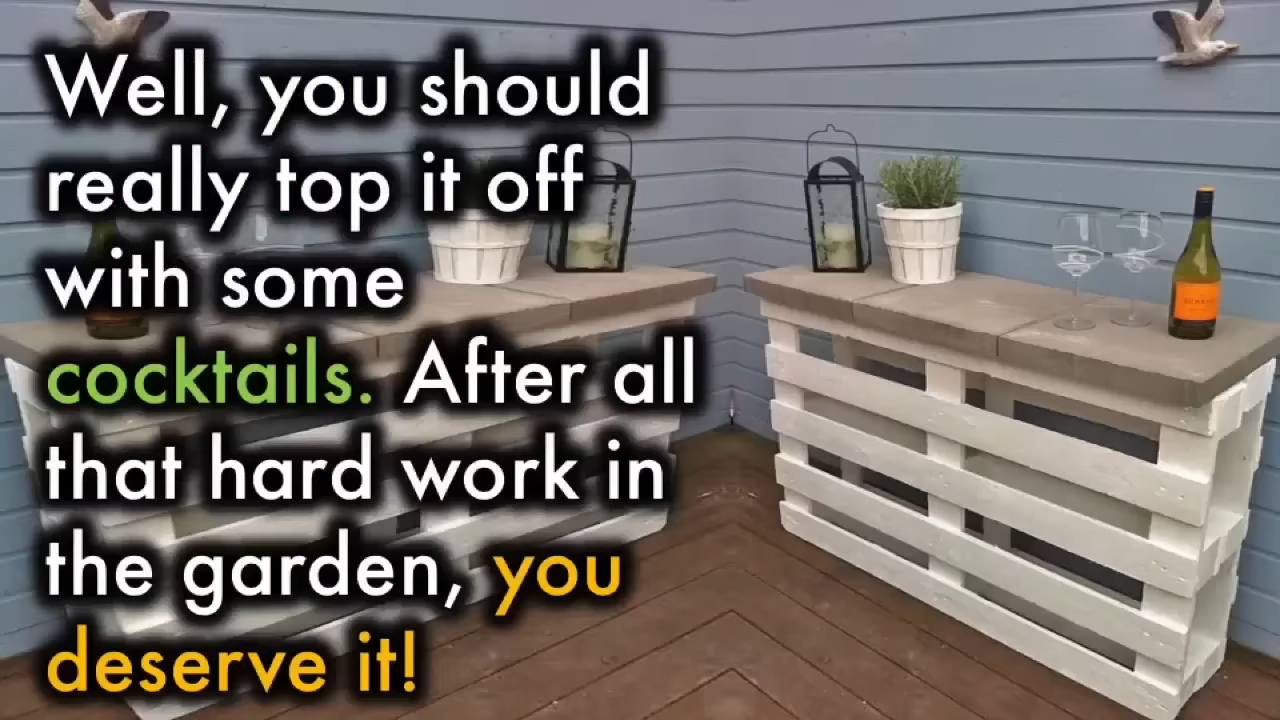 Well, you should
really top it off
with some
cocktails. After all
that hard work in
the garden, you
deserve it!